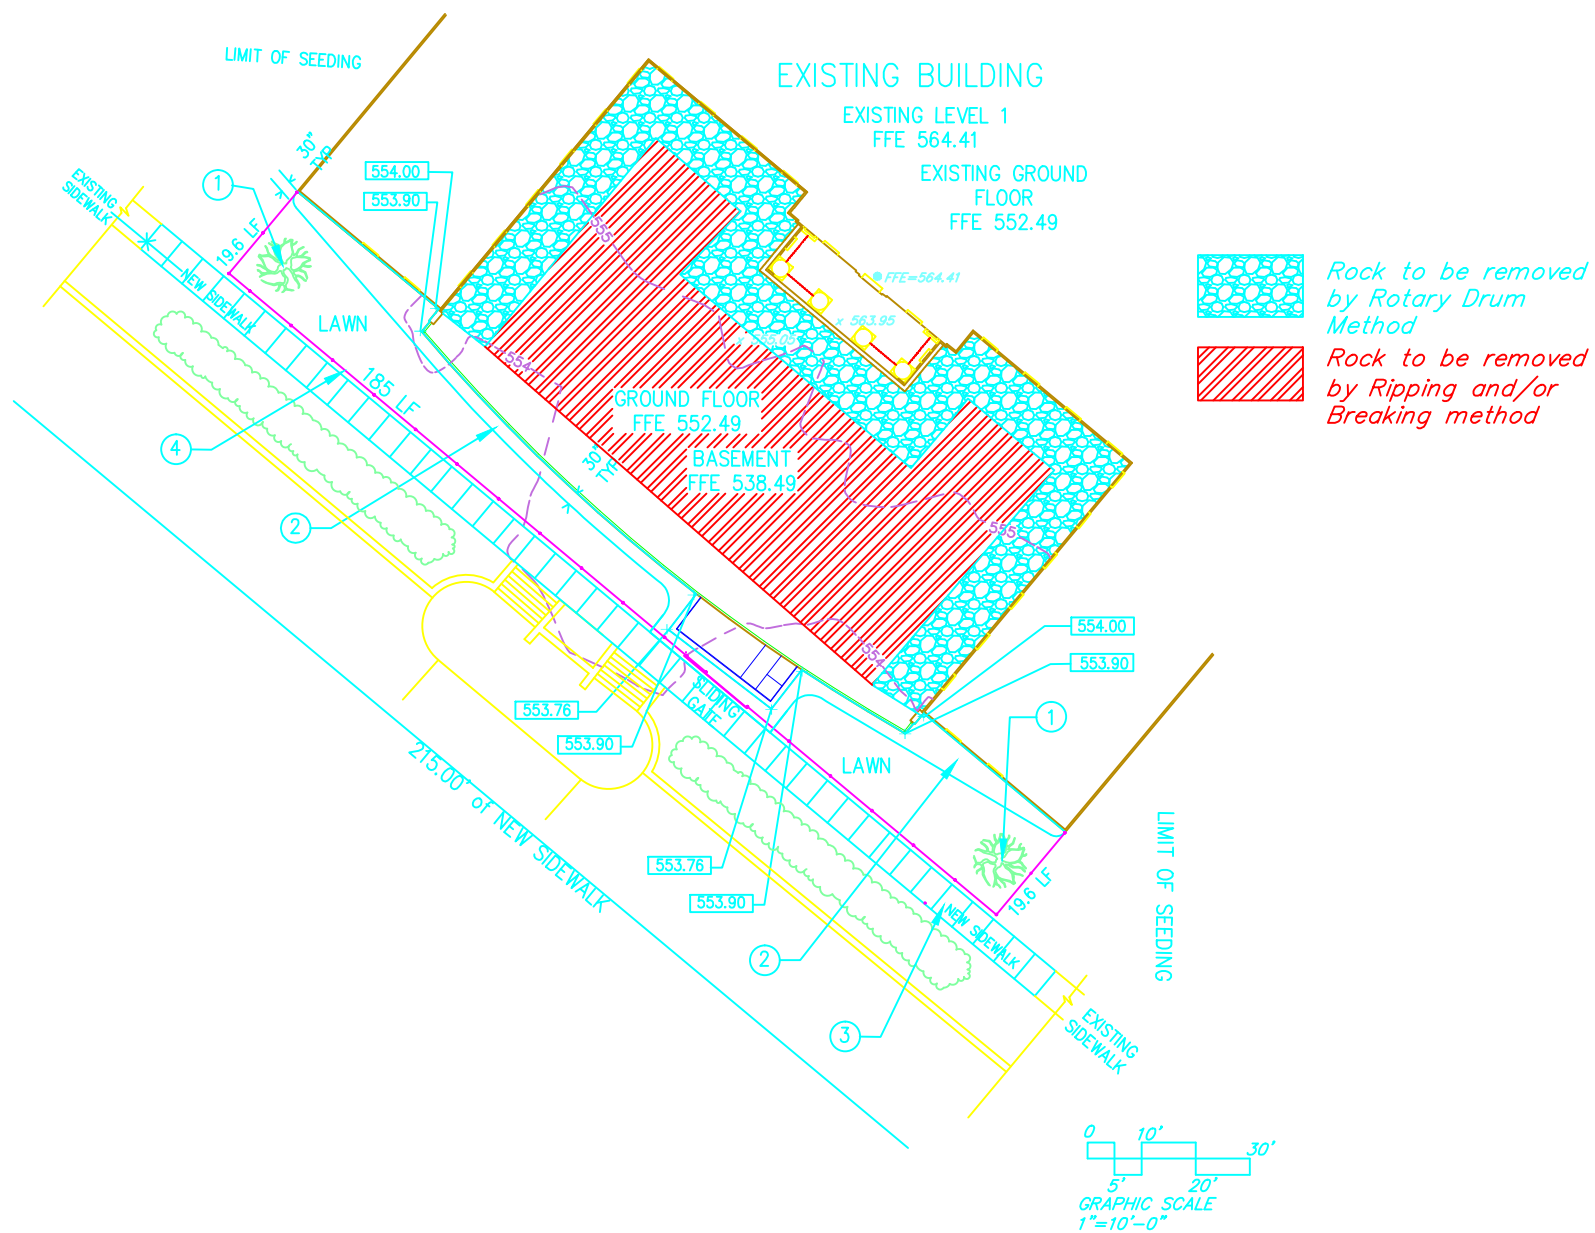 LIMIT OF SEEDING
EXISTING BUILDING
EXISTING LEVEL 1
FFE 564.41
EXISTING GROUND
FLOOR
FFE 552.49
30"
TYP
554.00
553.90
1
EXISTING
SIDEWALK
19.6 LF
NEW SIDEWALK
LAWN
185 LF
555
FFE=564.41
x 563.95
x 555.05
554
Rock to be removed
by Rotary Drum
Method
Rock to be removed
by Ripping and/or
Breaking method
GROUND FLOOR
FFE 552.49
BASEMENT
FFE 538.49
30"
TYP
4
2
555
554
554.00
553.90
1
SLIDING
GATE
553.76
553.90
LAWN
215.00' of NEW SIDEWALK
553.76
553.90
19.6 LF
NEW SIDEWALK
LIMIT OF SEEDING
2
3
EXISTING
SIDEWALK
0 10' 30'
5' 20'
GRAPHIC SCALE
1"=10'-0"